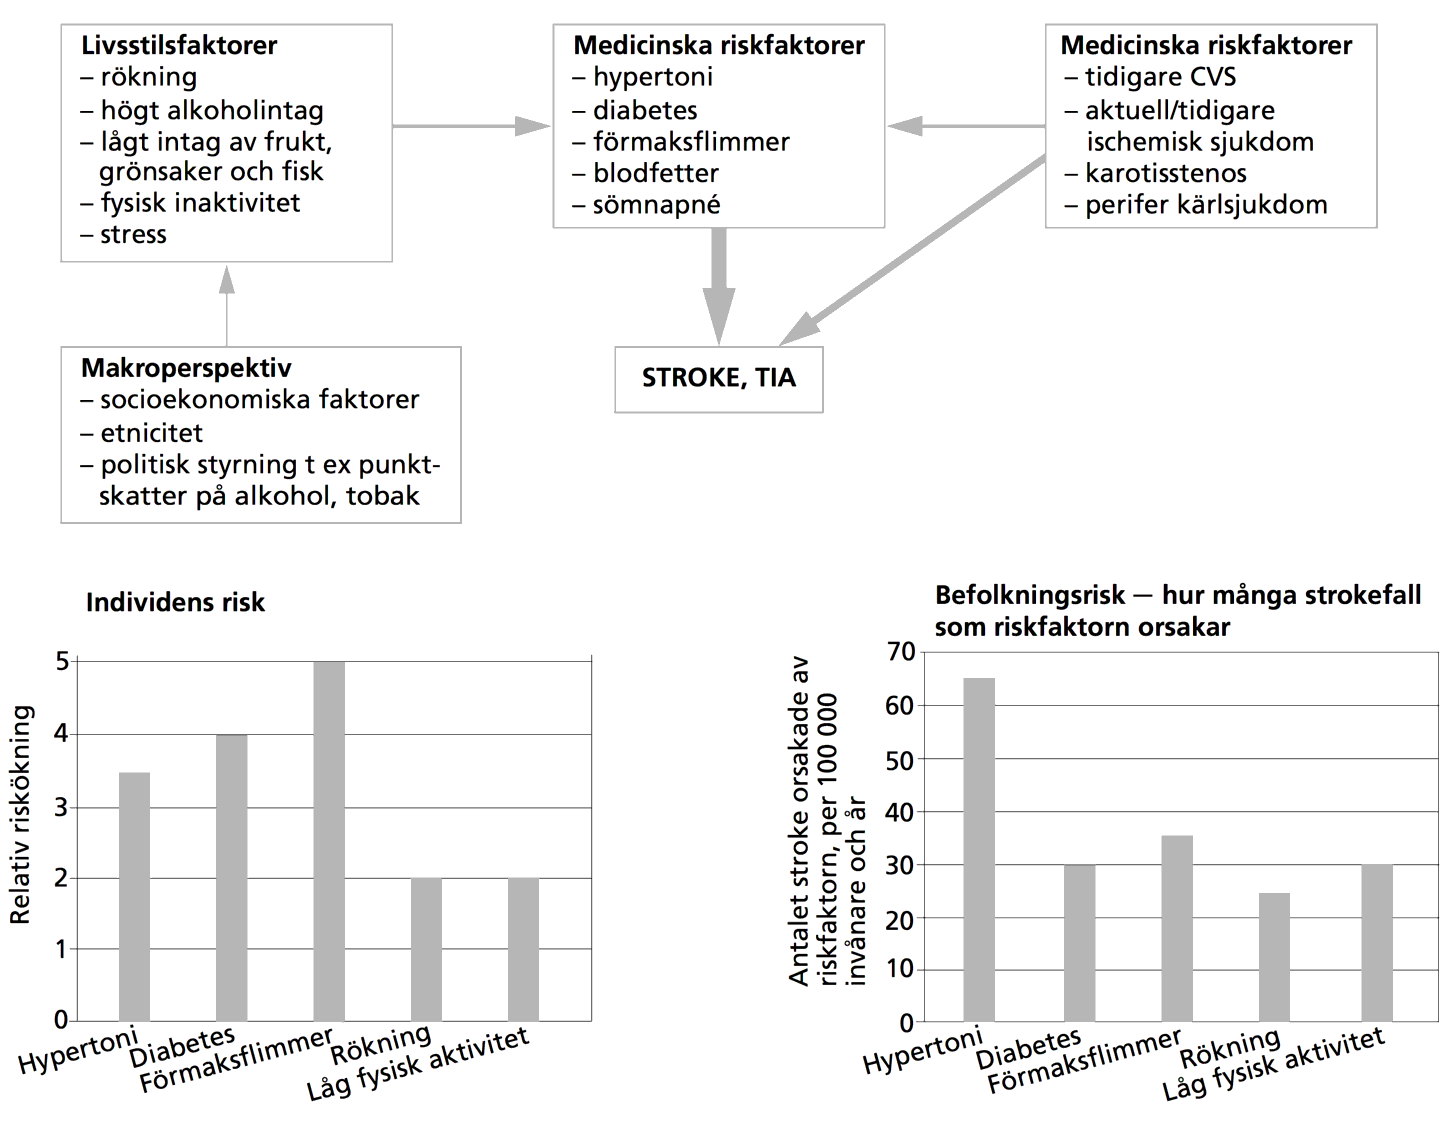 Livsstilsfaktorer
– rökning
– högt alkoholintag
– lågt intag av frukt,
grönsaker och fisk
– fysisk inaktivitet
– stress
Medicinska riskfaktorer
– hypertoni
– diabetes
– förmaksflimmer
– blodfetter
– sömnapné
Medicinska riskfaktorer
– tidigare CVS
– aktuell/tidigare
ischemisk sjukdom
– karotisstenos
– perifer kärlsjukdom
Makroperspektiv
– socioekonomiska faktorer
– etnicitet
– politisk styrning t ex punkt-
skatter på alkohol, tobak
STROKE, TIA
Individens risk
Relativ riskökning
5
4
3
2
1
0
Hypertoni
Diabetes
Förmaksflimmer
Rökning
Låg fysisk aktivitet
Befolkningsrisk — hur många strokefall
som riskfaktorn orsakar
Antalet stroke orsakade av
riskfaktorn, per 100 000
invånare och år
70
60
50
40
30
20
10
0
Hypertoni
Diabetes
Förmaksflimmer
Rökning
Låg fysisk aktivitet